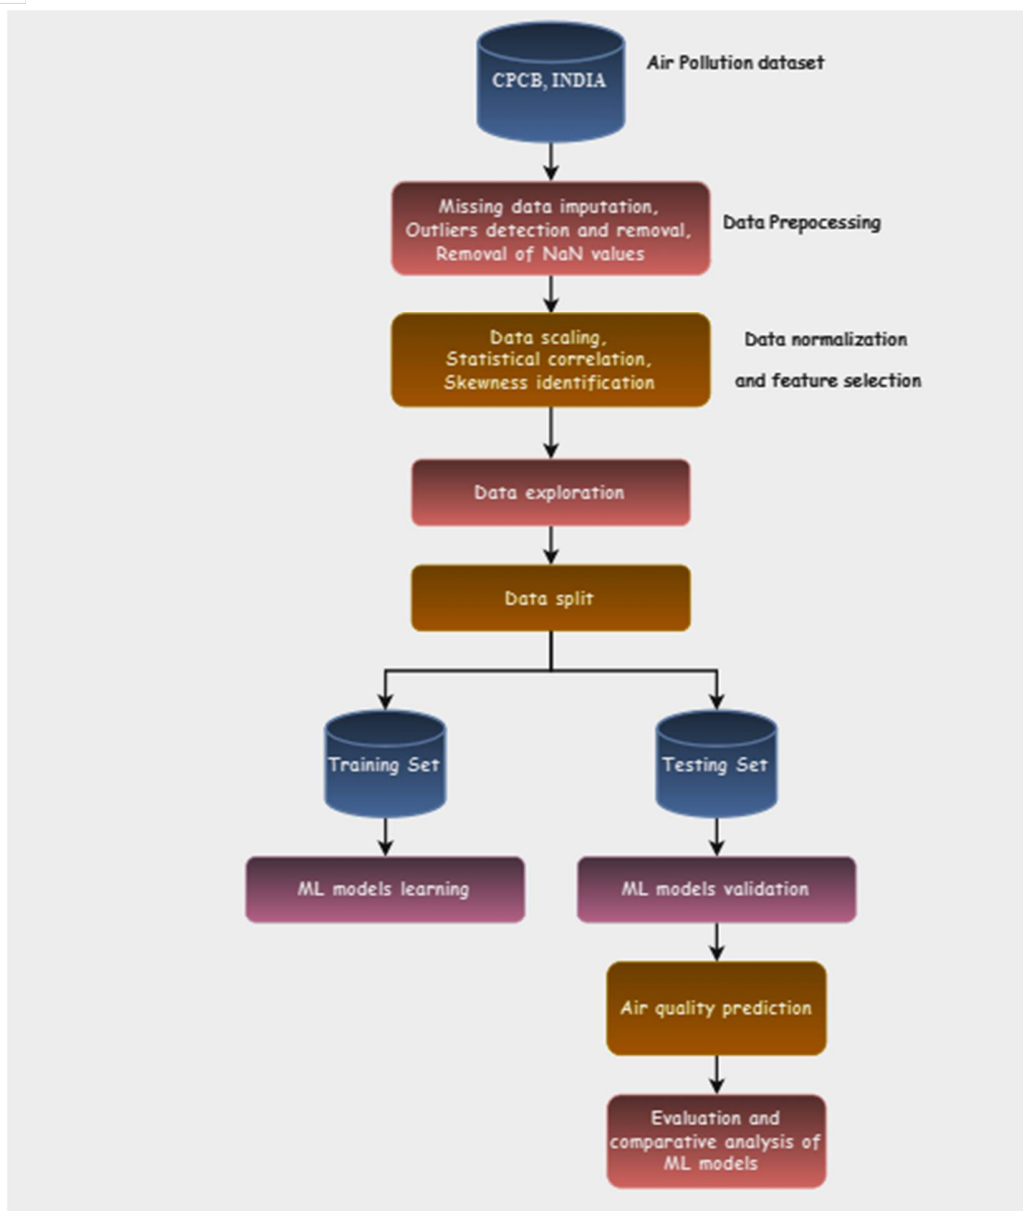 CPCB, INDIA
Air Pollution dataset
Missing data imputation,
Outliers detection and removal,
Removal of NaN values
Data Prepocessing
Data scaling,
Statistical correlation,
Skewness identification
Data normalization
and feature selection
Data exploration
Data split
Training Set
Testing Set
ML models learning
ML models validation
Air quality prediction
Evaluation and
comparative analysis of
ML models